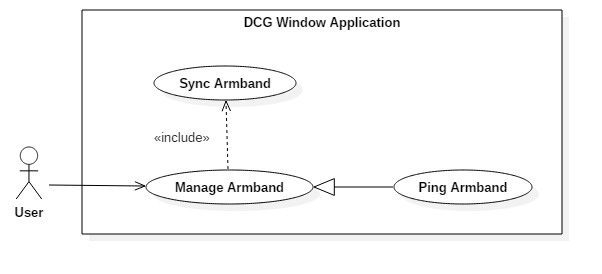 DCG Window Application
Sync Armband
«include»
Manage Armband
Ping Armband
User